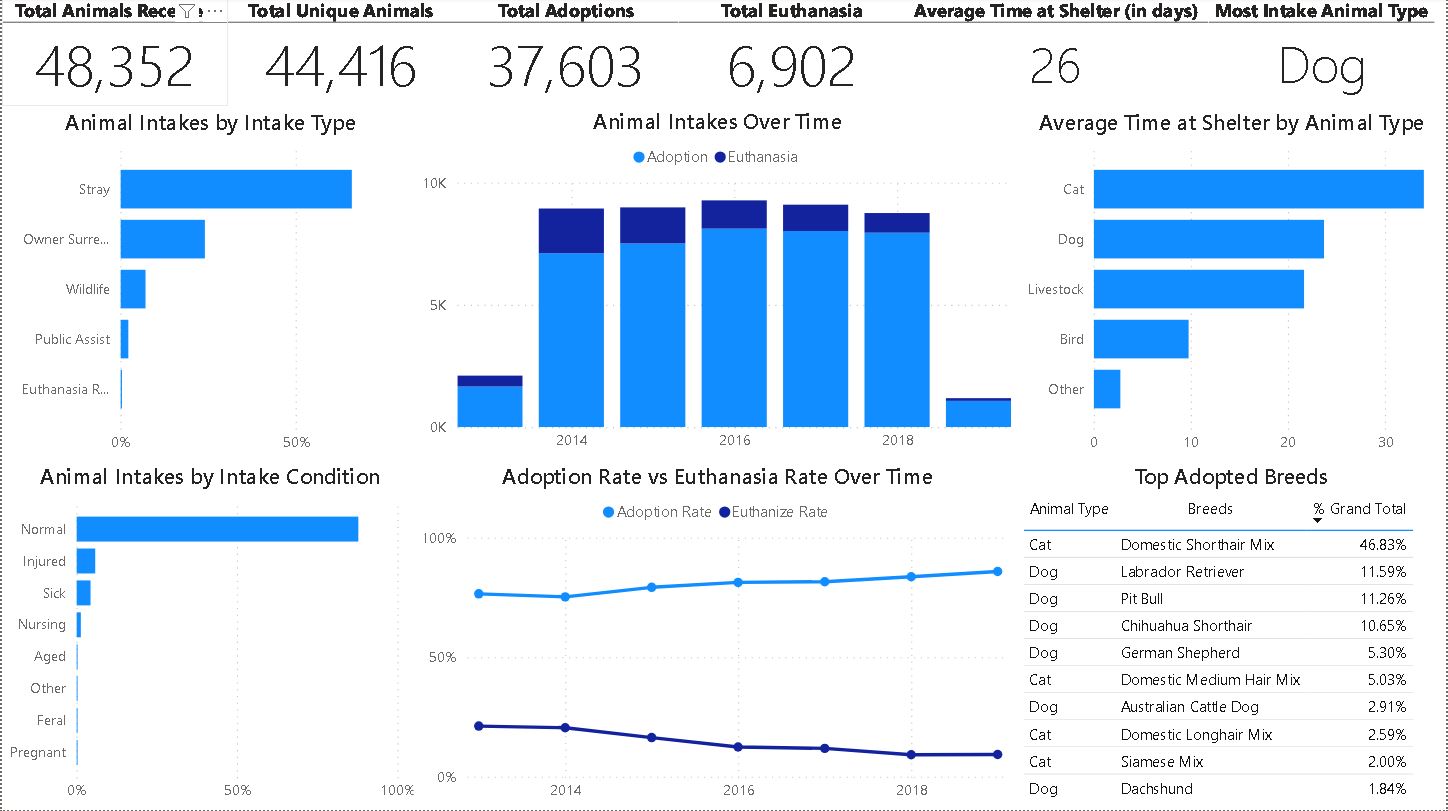 Total Animals Rece
Total Unique Animals
Total Adoptions
Total Euthanasia
Average Time at Shelter (in days)
Most Intake Animal Type
48,352
44,416
37,603
6,902
26
Dog
Animal Intakes by Intake Type
Stray
Owner Surre...
Wildlife
Public Assist
Euthanasia R...
0% 50%
Animal Intakes Over Time
Adoption Euthanasia
10K
5K
0K
2014 2016 2018
Average Time at Shelter by Animal Type
Cat
Dog
Livestock
Bird
Other
0 10 20 30
Animal Intakes by Intake Condition
Normal
Injured
Sick
Nursing
Aged
Other
Feral
Pregnant
0% 50% 100%
Adoption Rate vs Euthanasia Rate Over Time
Adoption Rate Euthanize Rate
100%
50%
0%
2014 2016 2018
Top Adopted Breeds
Animal Type Breeds % Grand Total
Cat Domestic Shorthair Mix 46.83%
Dog Labrador Retriever 11.59%
Dog Pit Bull 11.26%
Dog Chihuahua Shorthair 10.65%
Dog German Shepherd 5.30%
Cat Domestic Medium Hair Mix 5.03%
Dog Australian Cattle Dog 2.91%
Cat Domestic Longhair Mix 2.59%
Cat Siamese Mix 2.00%
Dog Dachshund 1.84%